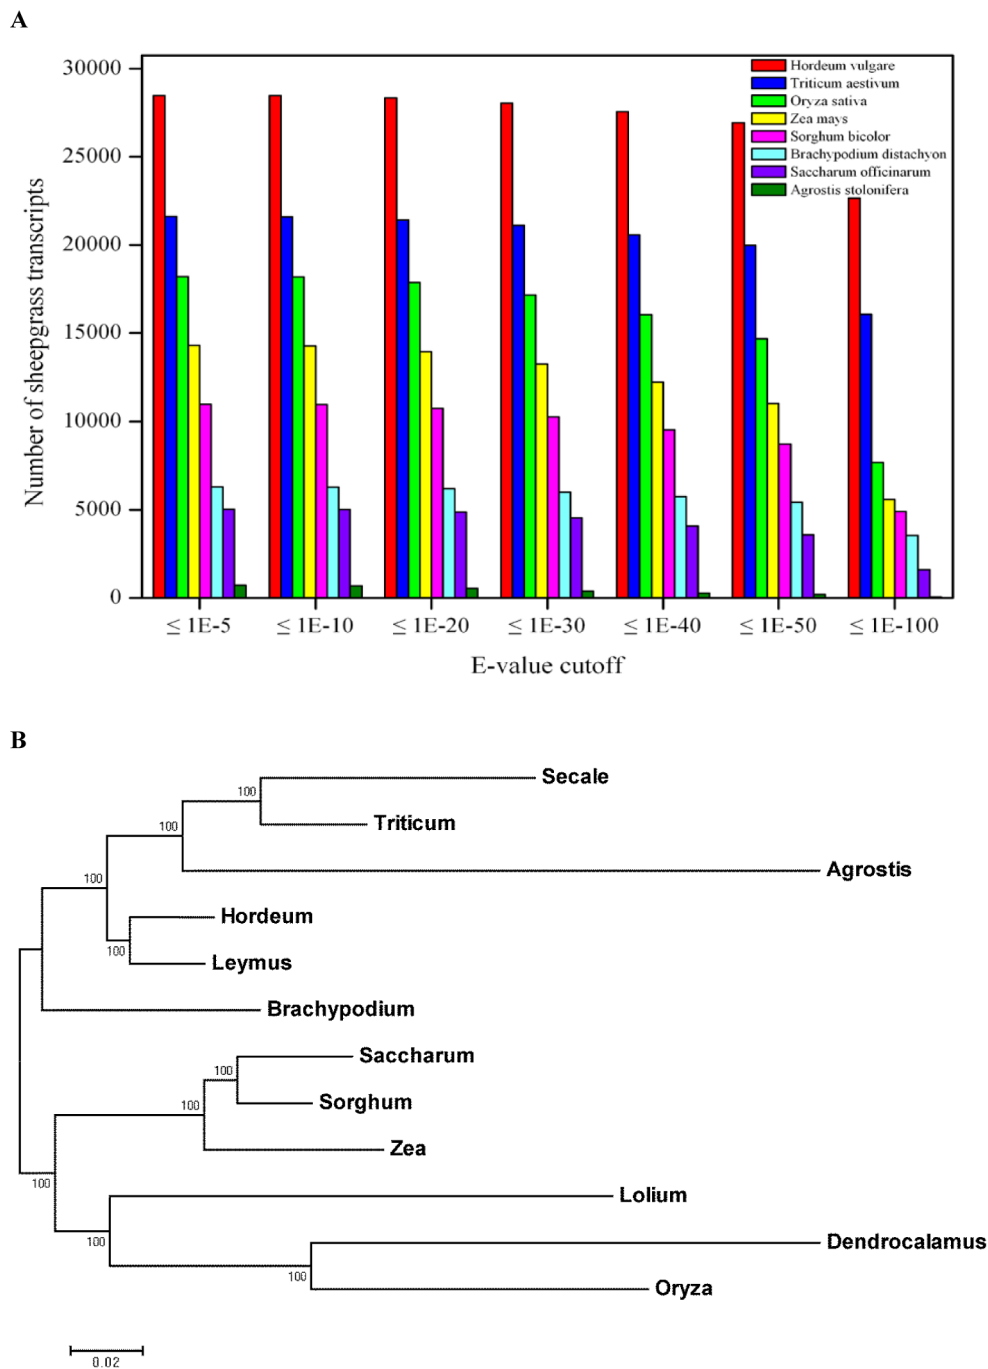 A
30000
25000
20000
15000
10000
5000
0
Number of sheepgrass transcripts
Hordeum vulgare
Triticum aestivum
Oryza sativa
Zea mays
Sorghum bicolor
Brachypodium distachyon
Saccharum officinarum
Agrostis stolonifera
≤ 1E-5 ≤ 1E-10 ≤ 1E-20 ≤ 1E-30 ≤ 1E-40 ≤ 1E-50 ≤ 1E-100
E-value cutoff
B
Secale
100
Triticum
100
Agrostis
100
Hordeum
100
Leymus
Brachypodium
Saccharum
100
Sorghum
100
Zea
100
Lolium
100
Dendrocalamus
100
Oryza
0.02